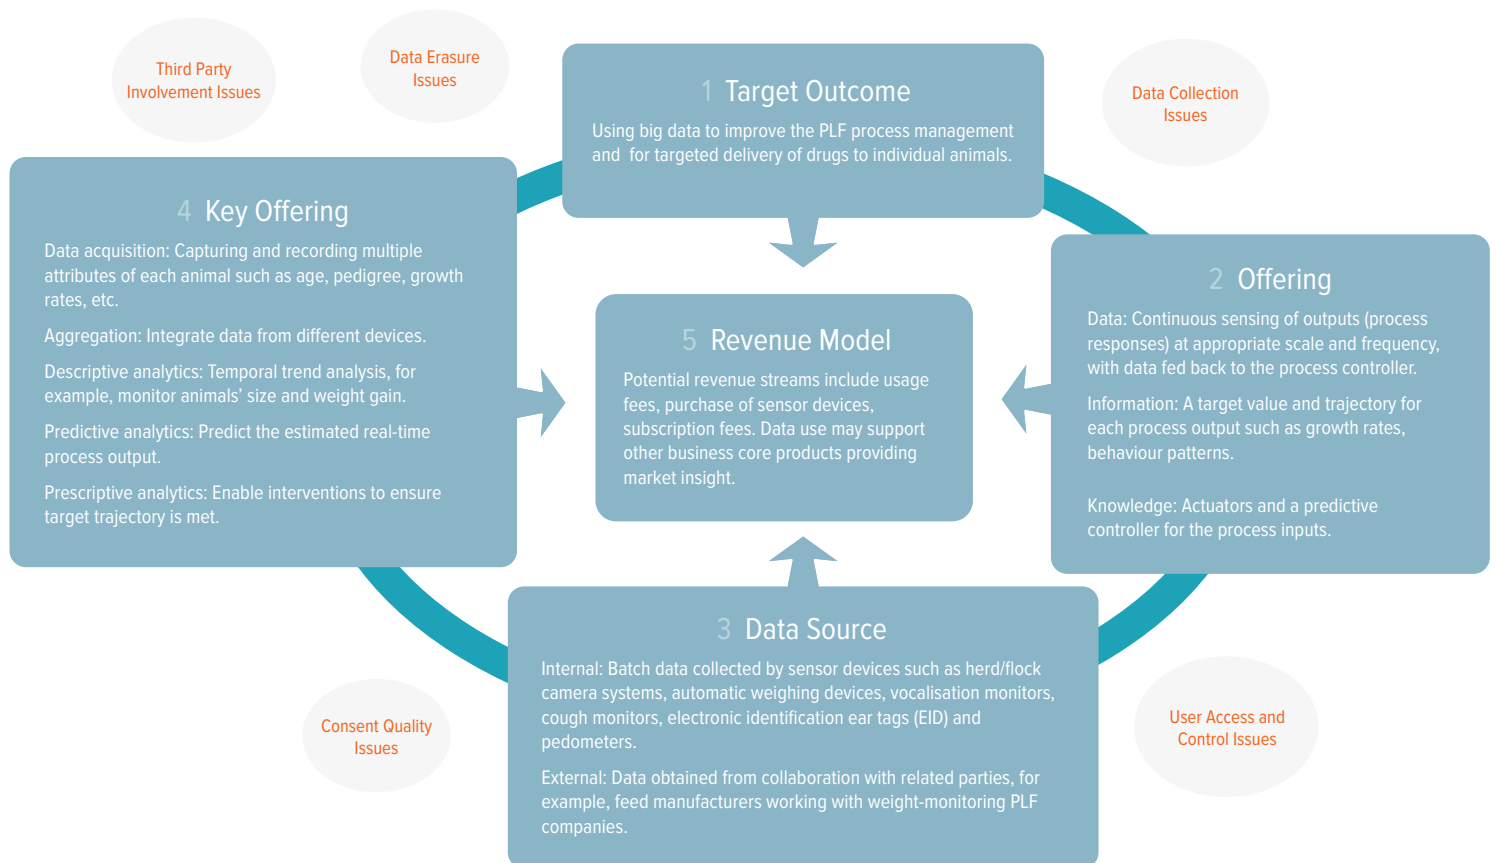 Third Party
Involvement Issues
Data Erasure
Issues
1 Target Outcome
Using big data to improve the PLF process management
and for targeted delivery of drugs to individual animals.
Data Collection
Issues
4 Key Offering
Data acquisition: Capturing and recording multiple
attributes of each animal such as age, pedigree, growth
rates, etc.
Aggregation: Integrate data from different devices.
Descriptive analytics: Temporal trend analysis, for
example, monitor animals’ size and weight gain.
Predictive analytics: Predict the estimated real-time
process output.
Prescriptive analytics: Enable interventions to ensure
target trajectory is met.
2 Offering
Data: Continuous sensing of outputs (process
responses) at appropriate scale and frequency,
with data fed back to the process controller.
Information: A target value and trajectory for
each process output such as growth rates,
behaviour patterns.
Knowledge: Actuators and a predictive
controller for the process inputs.
5 Revenue Model
Potential revenue streams include usage
fees, purchase of sensor devices,
subscription fees. Data use may support
other business core products providing
market insight.
3 Data Source
Internal: Batch data collected by sensor devices such as herd/flock
camera systems, automatic weighing devices, vocalisation monitors,
cough monitors, electronic identification ear tags (EID) and
pedometers.
External: Data obtained from collaboration with related parties, for
example, feed manufacturers working with weight-monitoring PLF
companies.
Consent Quality
Issues
User Access and
Control Issues